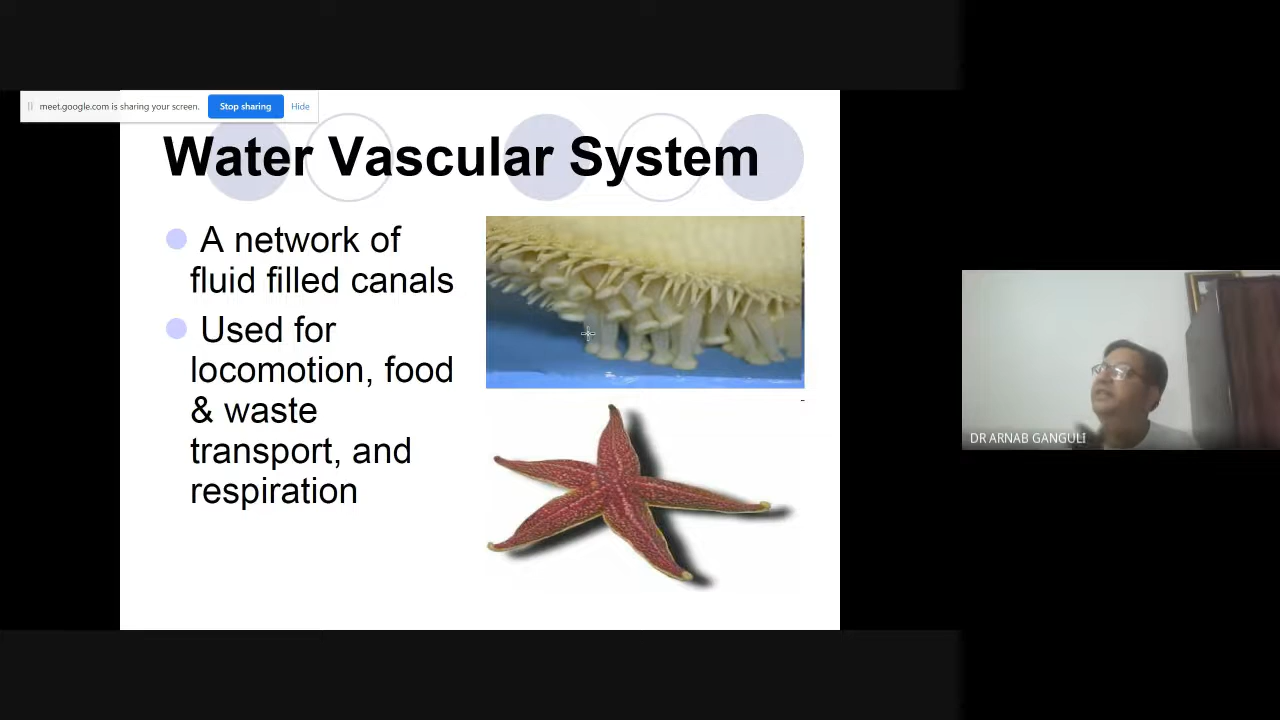 meet.google.com is sharing your screen. Stop sharing Hide
Water Vascular System
A network of
fluid filled canals
Used for
locomotion, food
& waste
transport, and
respiration
DR ARNAB GANGULI